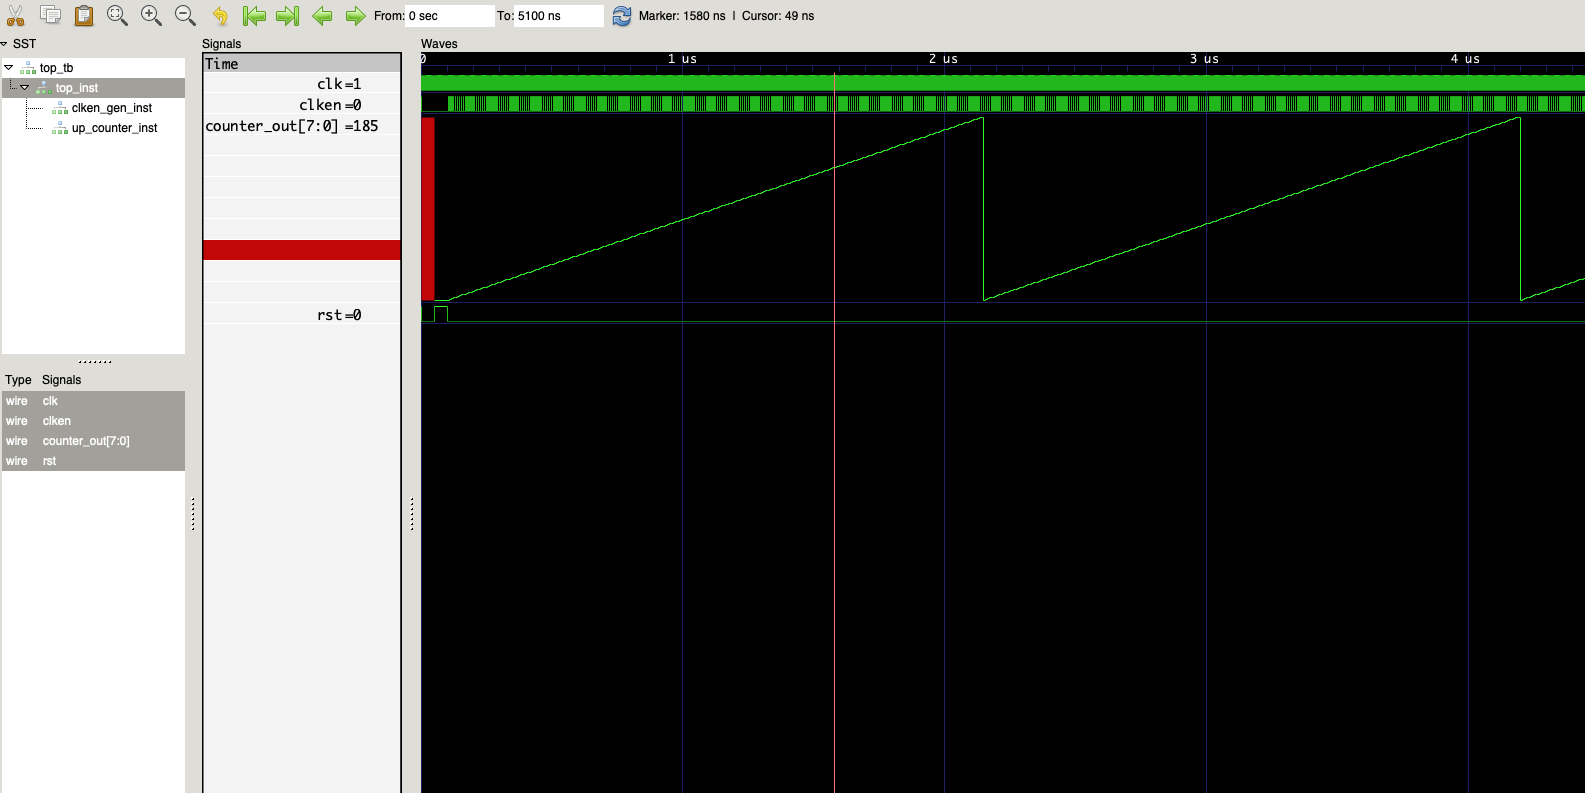 From: 0 sec To: 5100 ns Marker: 1580 ns | Cursor: 49 ns
SST
top_tb
top_inst
clken_gen_inst
up_counter_inst
Type Signals
wire clk
wire clken
wire counter_out[7:0]
wire rst
Signals
Time
clk=1
clken=0
counter_out[7:0] =185
rst=0
Waves
0 1 us 2 us 3 us 4 us